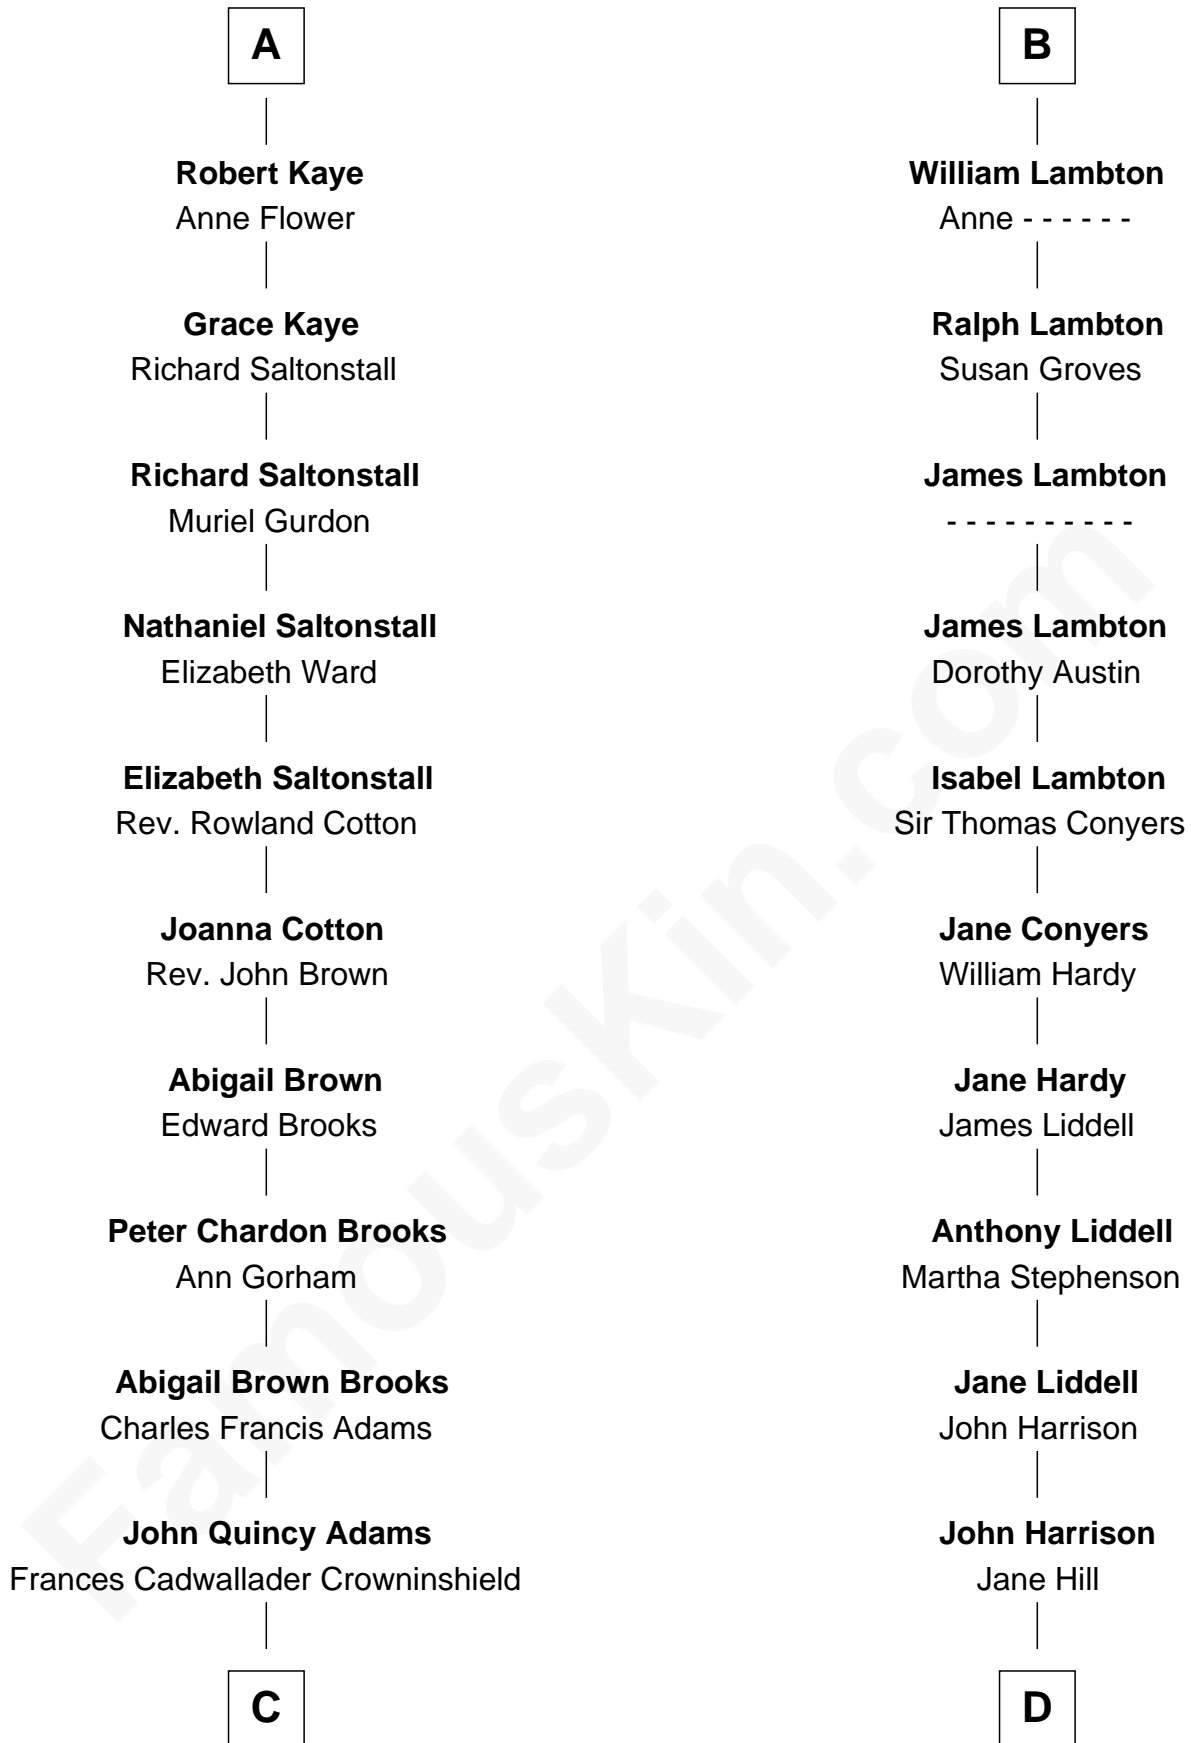 A
Robert Kaye
Anne Flower
Grace Kaye
Richard Saltonstall
Richard Saltonstall
Muriel Gurdon
Nathaniel Saltonstall
Elizabeth Ward
Elizabeth Saltonstall
Rev. Rowland Cotton
Joanna Cotton
Rev. John Brown
Abigail Brown
Edward Brooks
Peter Chardon Brooks
Ann Gorham
Abigail Brown Brooks
Charles Francis Adams
John Quincy Adams
Frances Cadwallader Crowninshield
C
B
William Lambton
Anne - - - - - -
Ralph Lambton
Susan Groves
James Lambton
- - - - - - - - - -
James Lambton
Dorothy Austin
Isabel Lambton
Sir Thomas Conyers
Jane Conyers
William Hardy
Jane Hardy
James Liddell
Anthony Liddell
Martha Stephenson
Jane Liddell
John Harrison
John Harrison
Jane Hill
D
FamousKin.com